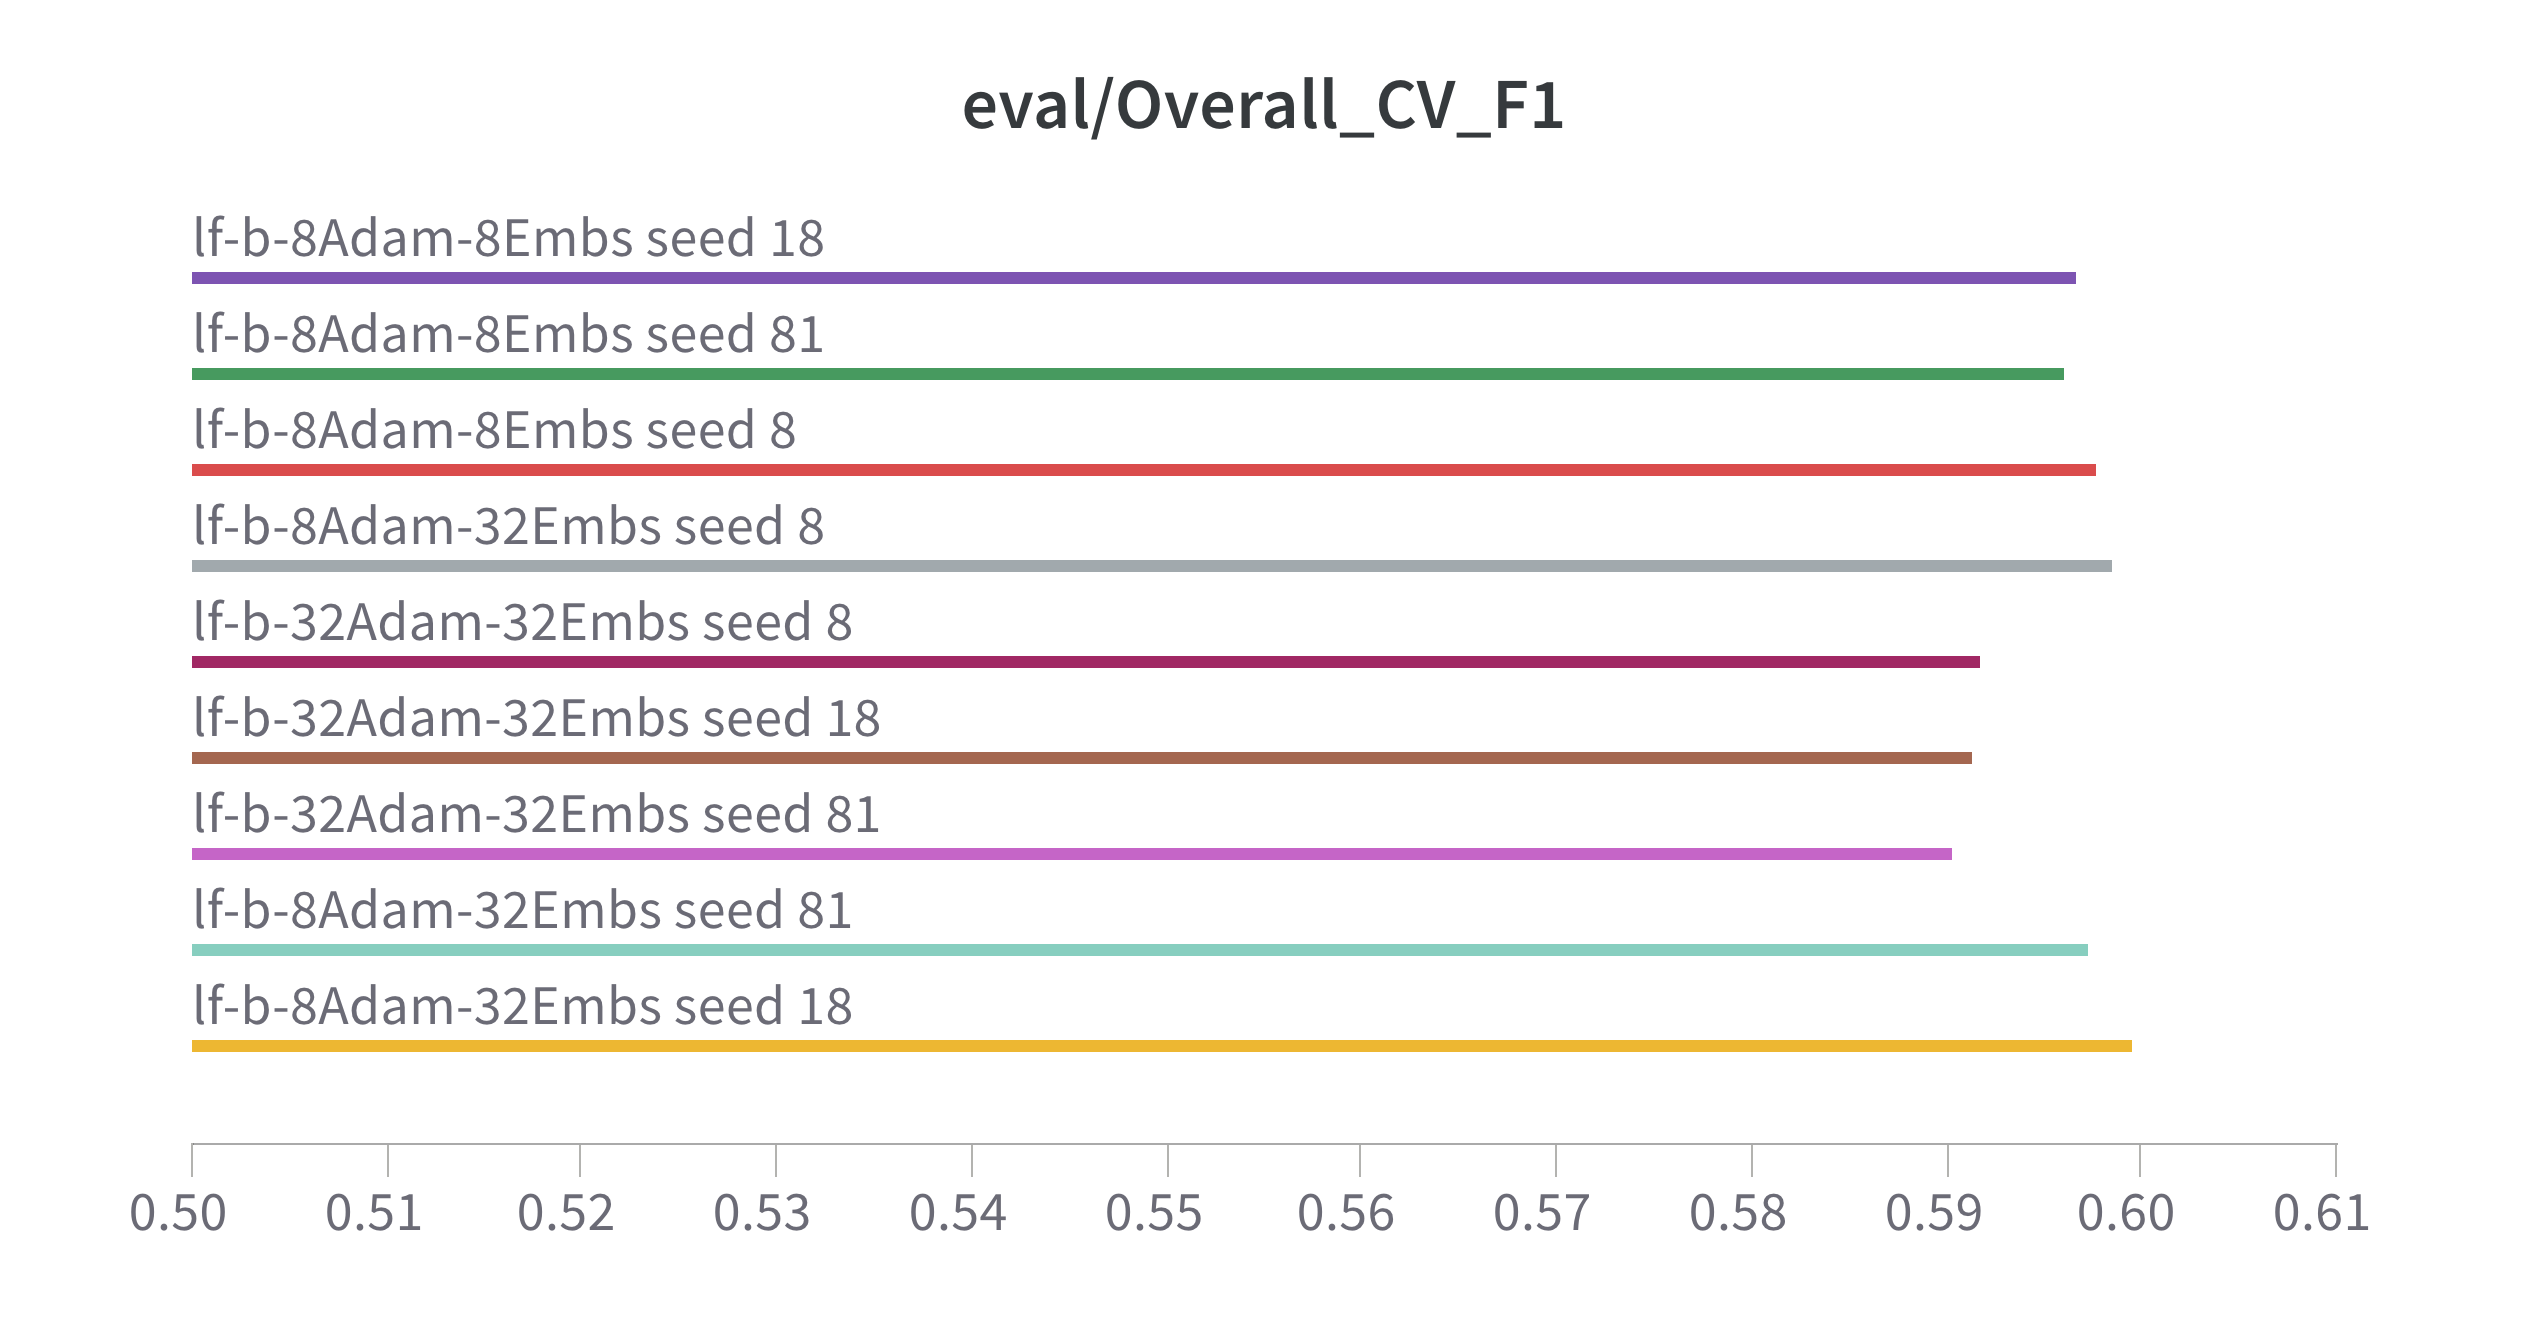 eval/Overall_CV_F1
lf-b-8Adam-8Embs seed 18
lf-b-8Adam-8Embs seed 81
lf-b-8Adam-8Embs seed 8
lf-b-8Adam-32Embs seed 8
lf-b-32Adam-32Embs seed 8
lf-b-32Adam-32Embs seed 18
lf-b-32Adam-32Embs seed 81
lf-b-8Adam-32Embs seed 81
lf-b-8Adam-32Embs seed 18
0.50 0.51 0.52 0.53 0.54 0.55 0.56 0.57 0.58 0.59 0.60 0.61